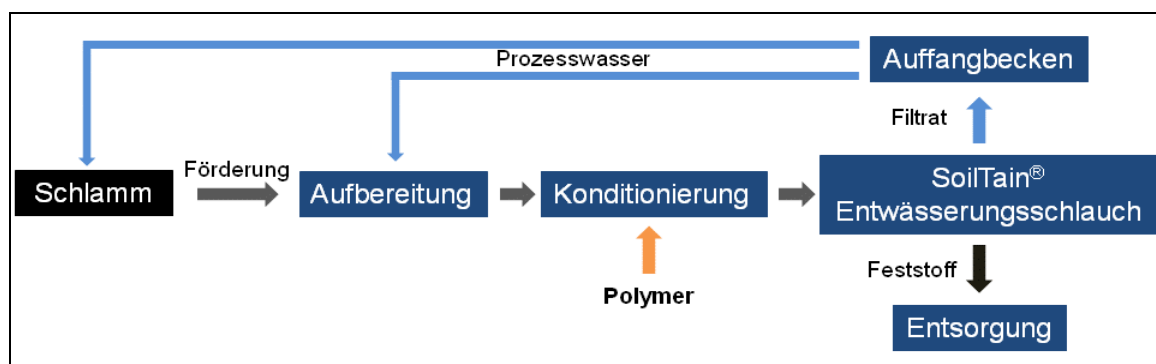 Prozesswasser
Auffangbecken
Filtrat
Schlamm
Förderung
Aufbereitung
Konditionierung
SoilTain®
Entwässerungsschlauch
Polymer
Feststoff
Entsorgung